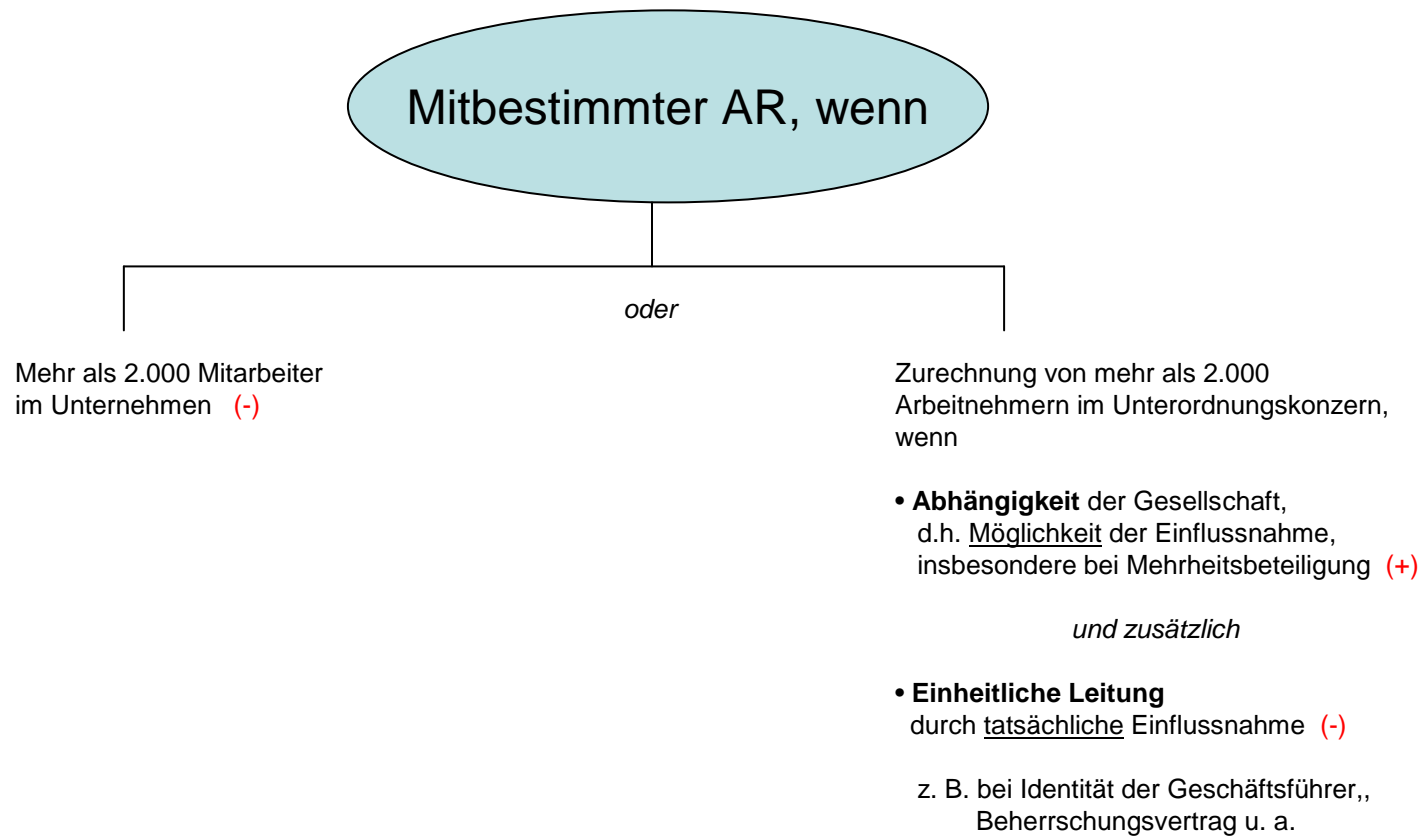 Mitbestimmter AR, wenn
oder
Mehr als 2.000 Mitarbeiter
im Unternehmen (-)
Zurechnung von mehr als 2.000
Arbeitnehmern im Unterordnungskonzern,
wenn
• Abhängigkeit der Gesellschaft,
d.h. Möglichkeit der Einflussnahme,
insbesondere bei Mehrheitsbeteiligung (+)
und zusätzlich
• Einheitliche Leitung
durch tatsächliche Einflussnahme (-)
z. B. bei Identität der Geschäftsführer,,
Beherrschungsvertrag u. a.